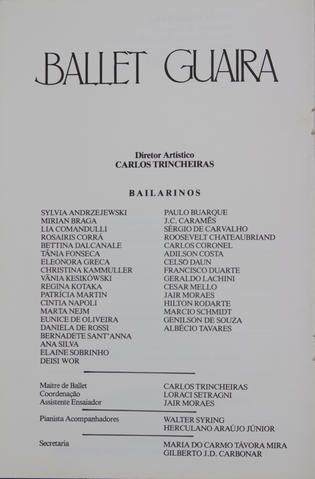 BALLET GUAIRA
Diretor Artístico
CARLOS TRINCHEIRAS
BAILARINOS
SYLVIA ANDRZEJEWSKI
MIRIAN BRAGA
LIA COMANDULLI
ROSAIRIS CORRÁ
BETTINA DALCANALE
TÂNIA FONSECA
ELEONORA GRECA
CHRISTINA KAMMULLER
VÂNIA KESIKÓWSKI
REGINA KOTAKA
PATRÍCIA MARTIN
CINTIA NAPOLI
MARTA NEJM
EUNICE DE OLIVEIRA
DANIELA DE ROSSI
BERNADETE SANT'ANNA
ANA SILVA
ELAINE SOBRINHO
DEISI WOR
PAULO BUARQUE
J.C. CARAMÊS
SÉRGIO DE CARVALHO
ROOSEVELT CHATEAUBRIAND
CARLOS CORONEL
ADILSON COSTA
CELSO DAUN
FRANCISCO DUARTE
GERALDO LACHINI
CESAR MELLO
JAIR MORAES
HILTON RODARTE
MARCIO SCHMIDT
GENILSON DE SOUZA
ALBÉCIO TAVARES
Maitre de Ballet CARLOS TRINCHEIRAS
Coordenação LORACI SETRAGNI
Assistente Ensaiador JAIR MORAES
Pianista Acompanhadores WALTER SYRING
HERCULANO ARAÚJO JÚNIOR
Secretaria MARIA DO CARMO TÁVORA MIRA
GILBERTO J.D. CARBONAR